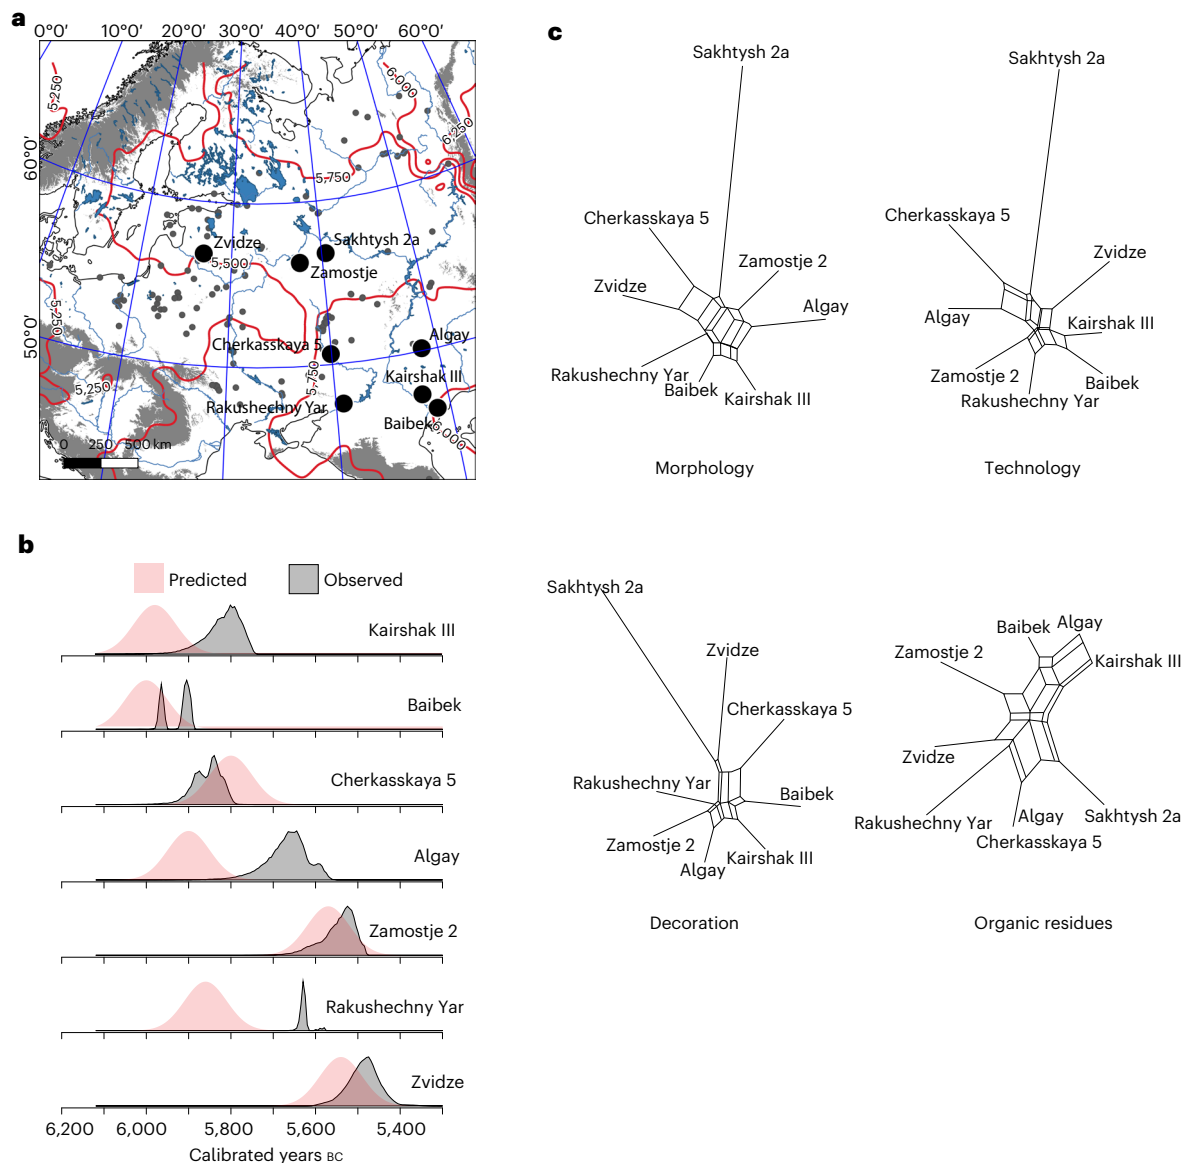 a
0°0′ 10°0′ 20°0′ 30°0′ 40°0′ 50°0′ 60°0′
60°0′
50°0′
5,250
6,000
6,250
5,750
Zvidze
Sakhtysh 2a
5,500
Zamostje
Cherkasskaya 5
Algay
5,250
5,750
Kairshak III
Rakushechny Yar
Baibek
6,000
0 250 500 km
b
Predicted
Observed
Kairshak III
Baibek
Cherkasskaya 5
Algay
Zamostje 2
Rakushechny Yar
Zvidze
6,200 6,000 5,800 5,600 5,400
Calibrated years BC
c
Sakhtysh 2a
Cherkasskaya 5
Zamostje 2
Zvidze
Algay
Rakushechny Yar
Baibek
Kairshak III
Morphology
Sakhtysh 2a
Cherkasskaya 5
Zvidze
Algay
Kairshak III
Zamostje 2
Baibek
Rakushechny Yar
Technology
Sakhtysh 2a
Zvidze
Cherkasskaya 5
Rakushechny Yar
Baibek
Zamostje 2
Kairshak III
Algay
Decoration
Baibek
Algay
Zamostje 2
Kairshak III
Zvidze
Rakushechny Yar
Algay
Sakhtysh 2a
Cherkasskaya 5
Organic residues